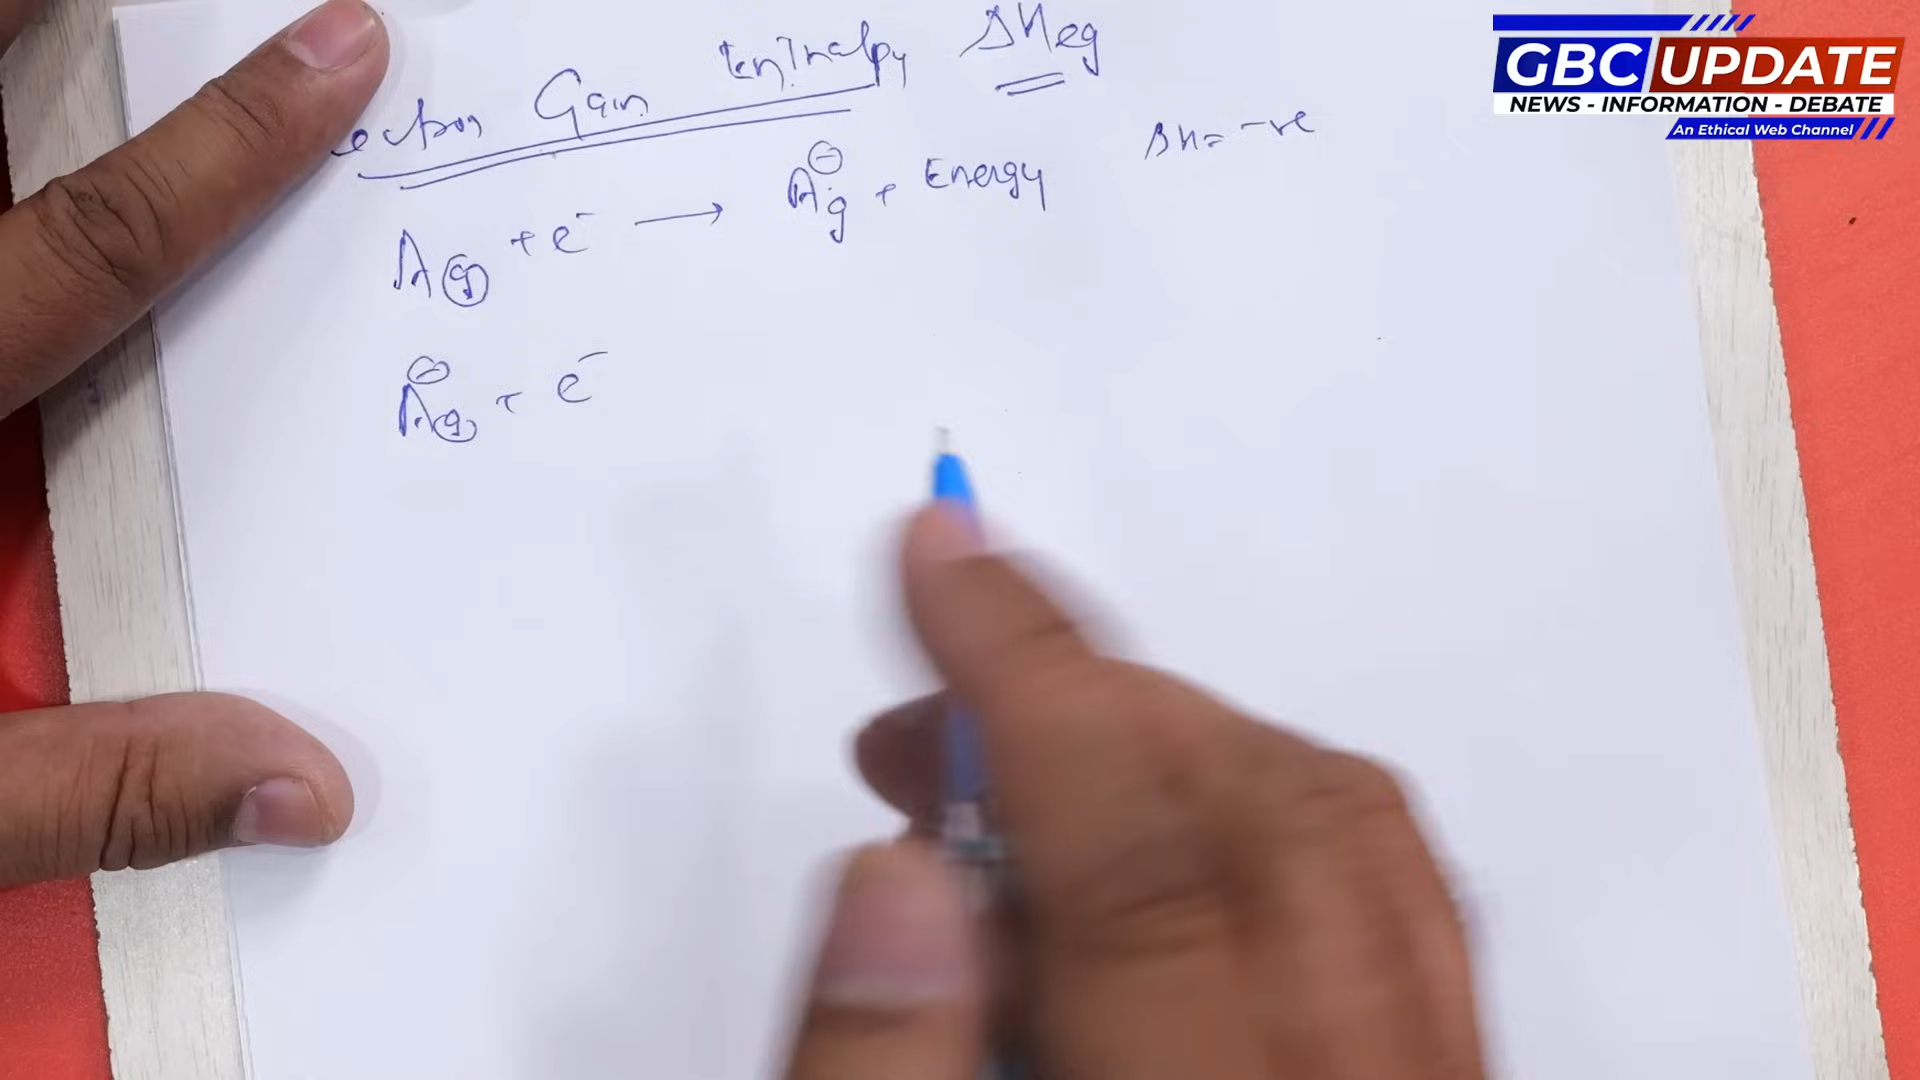 GBC UPDATE
NEWS - INFORMATION - DEBATE
An Ethical Web Channel
ectron Gain Enthalpy ΔHeg
A(g) + e⁻ → A⊖g + Energy ΔH = -ve
A⊖(g) + e⁻